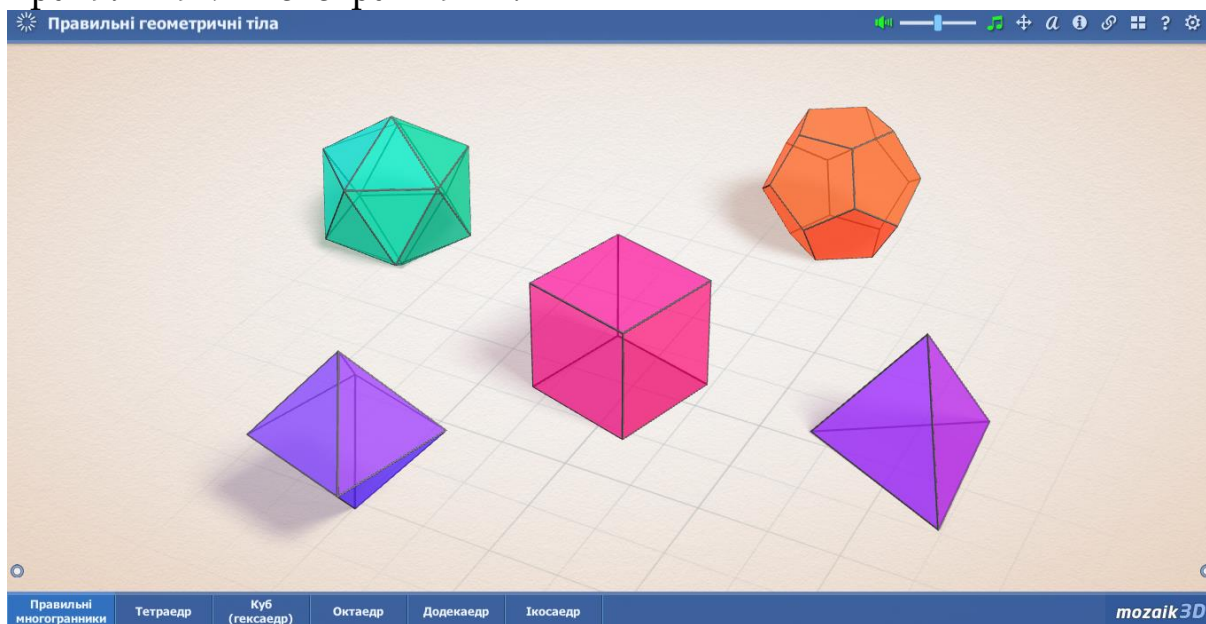 Правильні геометричні тіла
a
?
Правильні
многогранники
Тетраедр
Куб
(гексаедр)
Октаедр
Додекаедр
Ікосаедр
mozaik3D